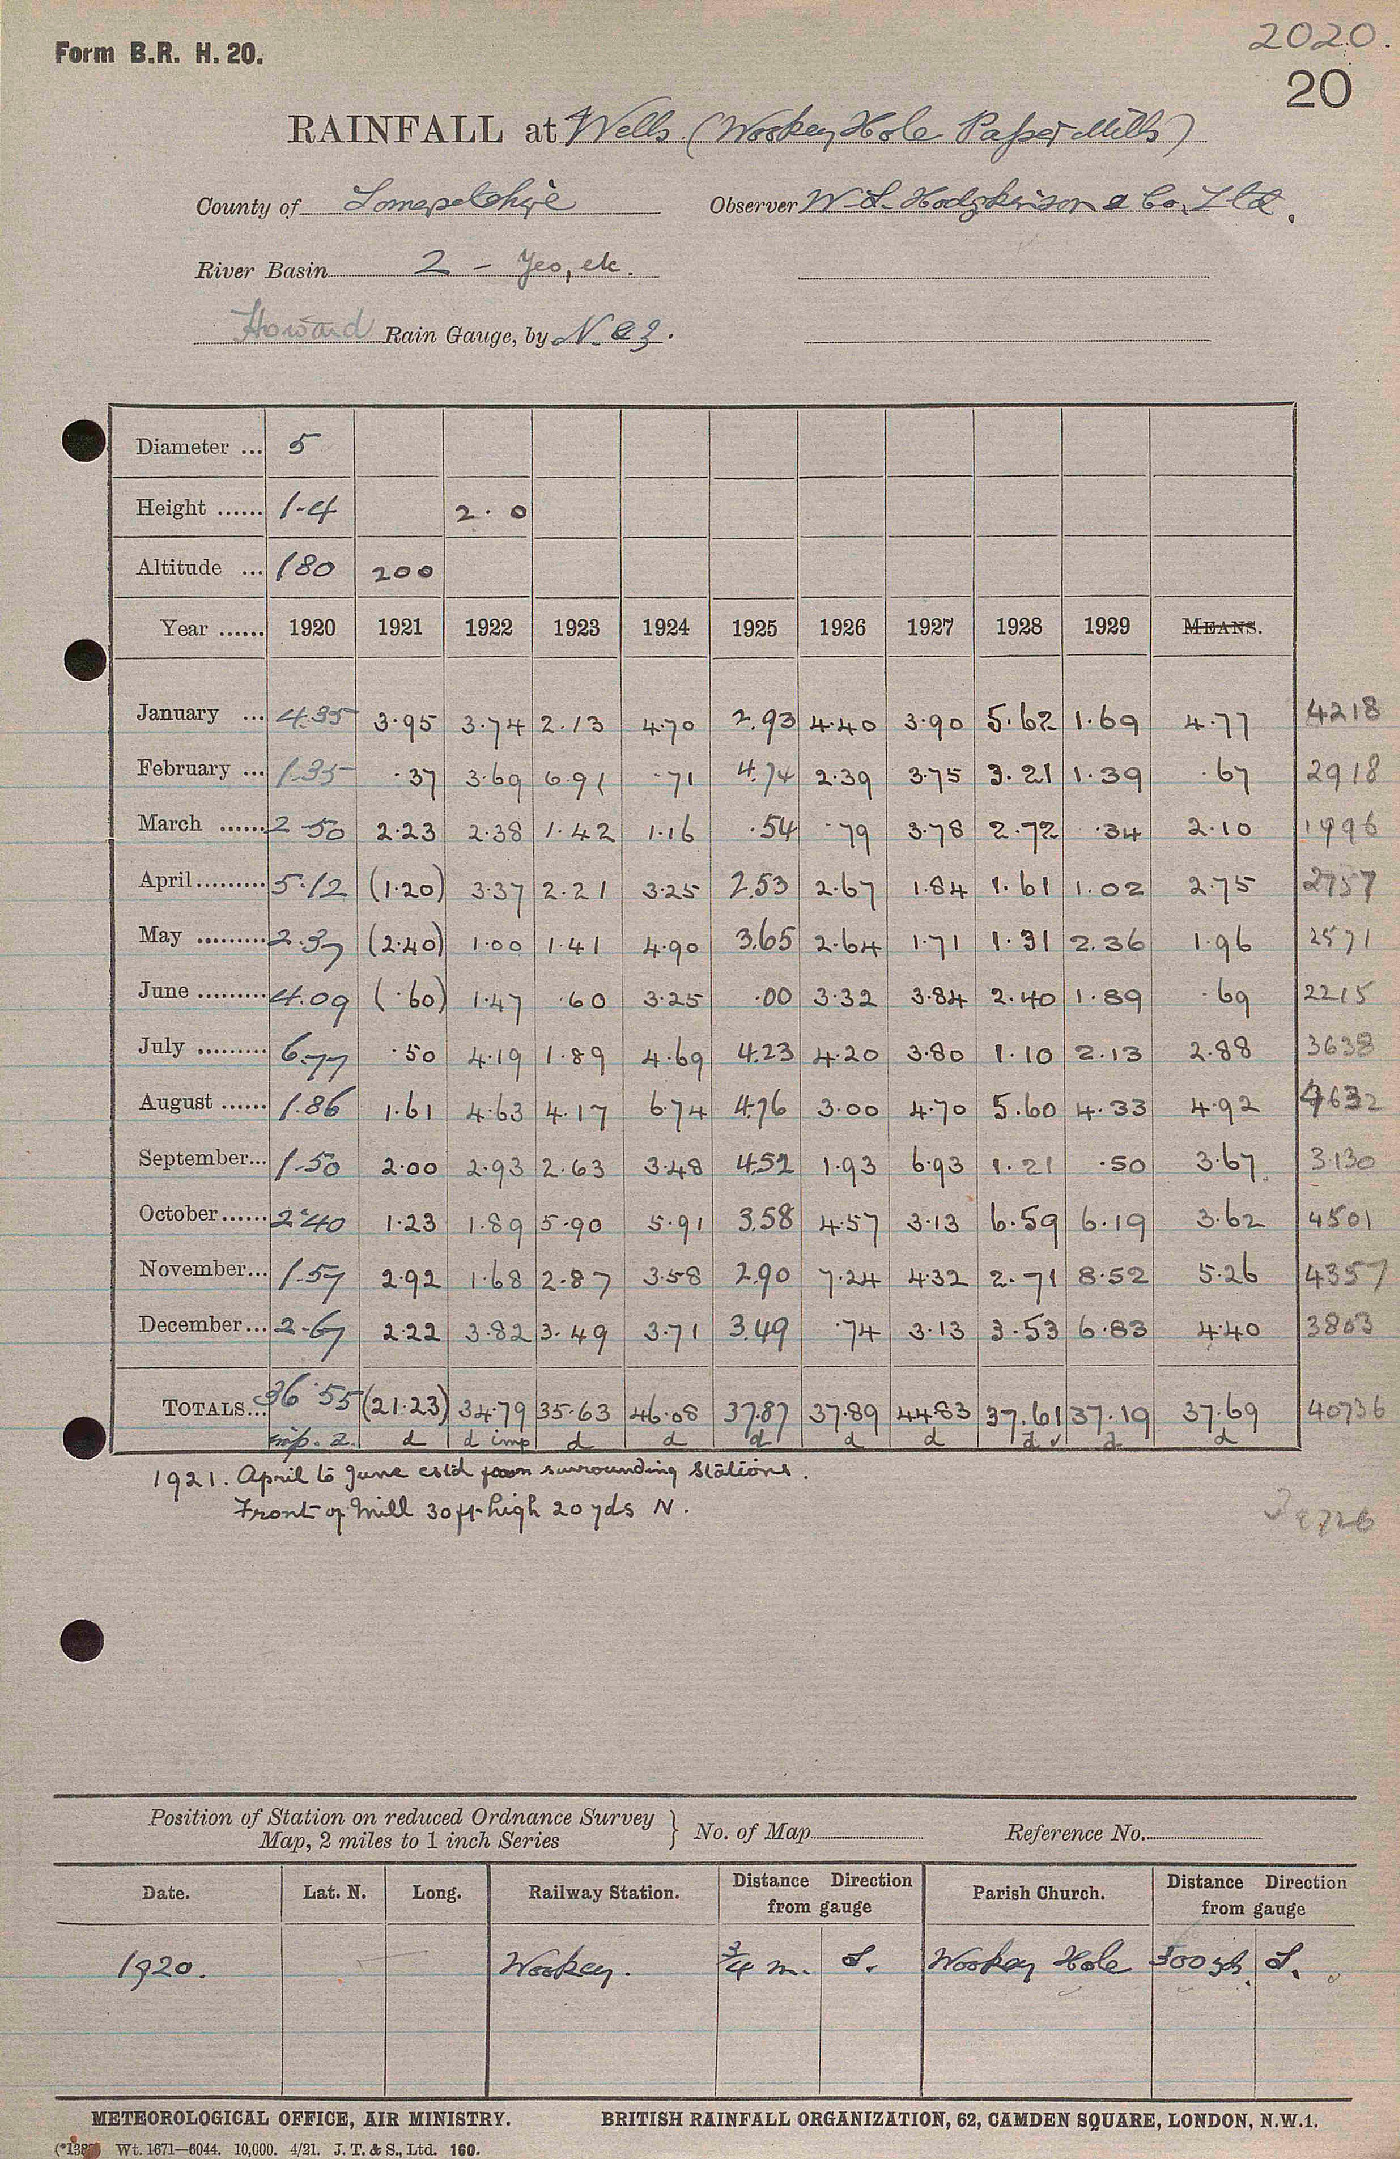 Form B.R. H. 20.
2020.
20
RAINFALL at Wells (Wookey Hole Paper Mills)
County of Somersetshire Observer W. S. Hodgkinson & Co. Ltd.
River Basin 2 - Yeo, etc.
Howard Rain Gauge, by N. & Z.
Diameter ... 5
Height ...... 1-4 2·0
Altitude ... 180 200
Year ...... 1920 1921 1922 1923 1924 1925 1926 1927 1928 1929 MEANS.
January ... 4.35 3·95 3·74 2·13 4·70 2.93 4·40 3·90 5·62 1·69 4·77 4218
February ... 1.35 ·37 3·69 6·91 ·71 4.74 2·39 3·75 3·21 1·39 ·67 2918
March ...... 2.50 2·23 2·38 1·42 1·16 ·54 ·79 3·78 2·72 ·34 2·10 1996
April ......... 5·12 (1·20) 3·37 2·21 3·25 2.53 2·67 1·84 1·61 1·02 2·75 2757
May ......... 2.37 (2·40) 1·00 1·41 4·90 3.65 2·64 1·71 1·31 2·36 1·96 2571
June ......... 4.09 (·60) 1·47 ·60 3·25 ·00 3·32 3·84 2·40 1·89 ·69 2215
July ......... 6.77 ·50 4·19 1·89 4·69 4.23 4·20 3·80 1·10 2·13 2·88 3638
August ...... 1.86 1·61 4·63 4·17 6·74 4.76 3·00 4·70 5·60 4·33 4·92 4632
September... 1.50 2·00 2·93 2·63 3·48 4.52 1·93 6·93 1·21 ·50 3·67 3130
October...... 2.40 1·23 1·89 5·90 5·91 3.58 4·57 3·13 6·59 6·19 3·62 4501
November... 1.57 2·92 1·68 2·87 3·58 2.90 7·24 4·32 2·71 8·52 5·26 4357
December... 2.67 2·22 3·82 3·49 3·71 3.49 ·74 3·13 3·53 6·83 4·40 3803
TOTALS... 36·55 (21·23) 34·79 35·63 46·08 37.87 37·89 44·83 37·61 37·19 37·69 40736
imp. 2. d d imp d d d d d d d d
1921. April to June estd from surrounding Stations.
Front of Mill 30ft high 20 yds N.
Position of Station on reduced Ordnance Survey
Map, 2 miles to 1 inch Series } No. of Map Reference No.
Date. Lat. N. Long. Railway Station. Distance Direction from gauge Parish Church. Distance Direction from gauge
1920. Wookey. 3/4 m. S. Wookey Hole 300 yds. S.
METEOROLOGICAL OFFICE, AIR MINISTRY. BRITISH RAINFALL ORGANIZATION, 62, CAMDEN SQUARE, LONDON, N.W.1.
Wt. 1671—6044. 10,000. 4/21. J. T. & S., Ltd. 160.